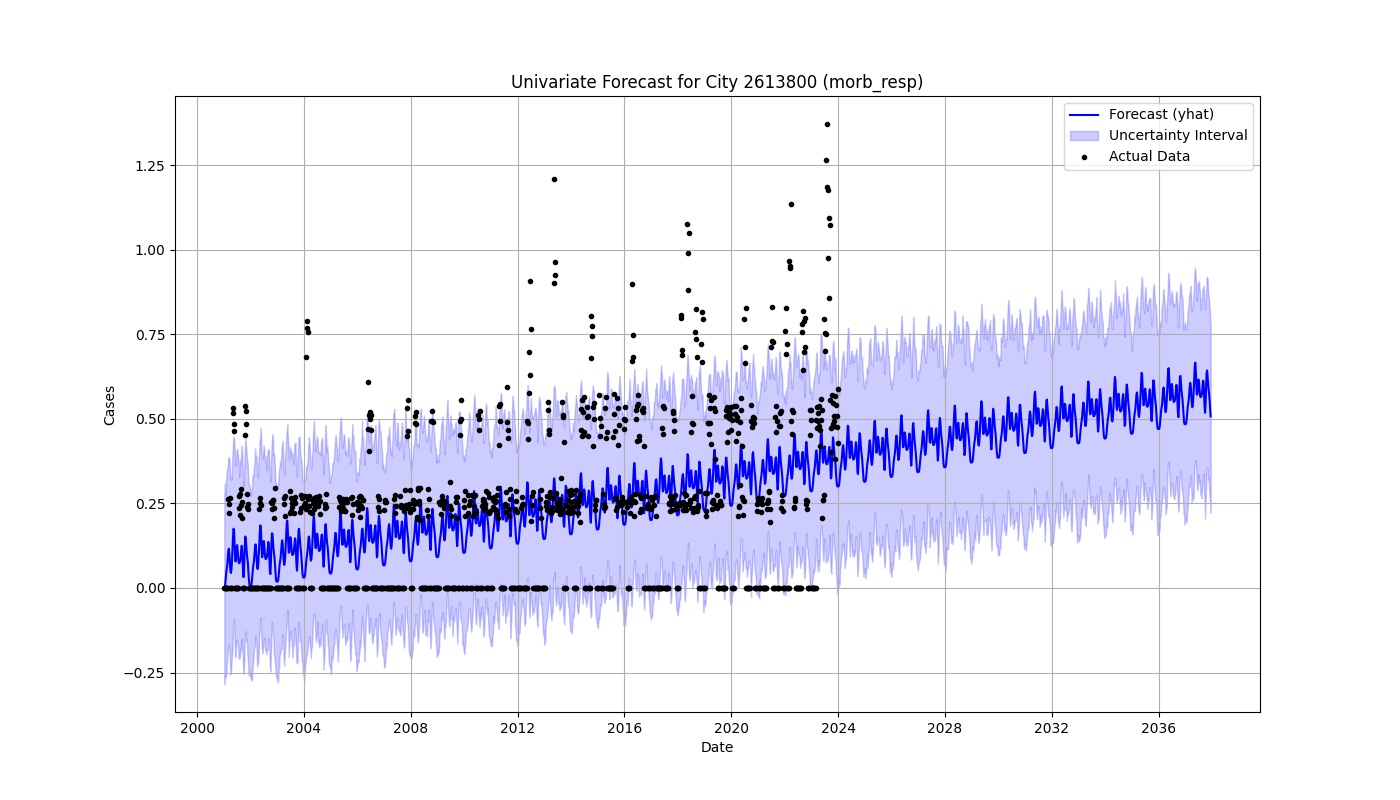 Univariate Forecast for City 2613800 (morb_resp)
Forecast (yhat)
Uncertainty Interval
Actual Data
Cases
1.25
1.00
0.75
0.50
0.25
0.00
−0.25
2000 2004 2008 2012 2016 2020 2024 2028 2032 2036
Date